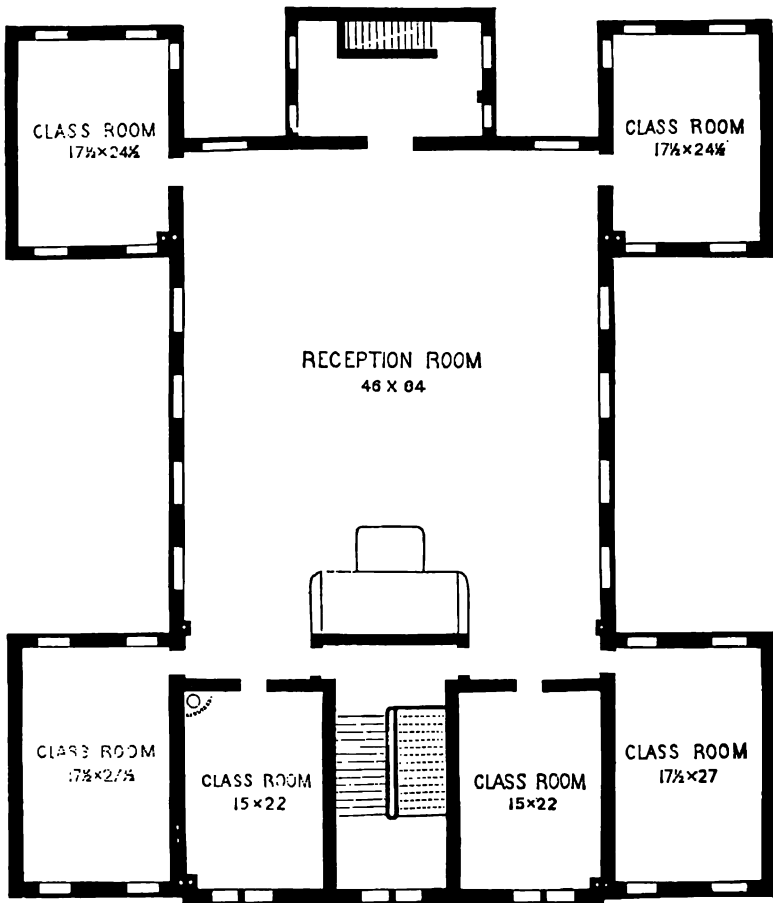 CLASS ROOM
17½×24½
CLASS ROOM
17½×24½
RECEPTION ROOM
46 X 64
CLASS ROOM
CLASS ROOM
15×22
CLASS ROOM
15×22
CLASS ROOM
17½×27